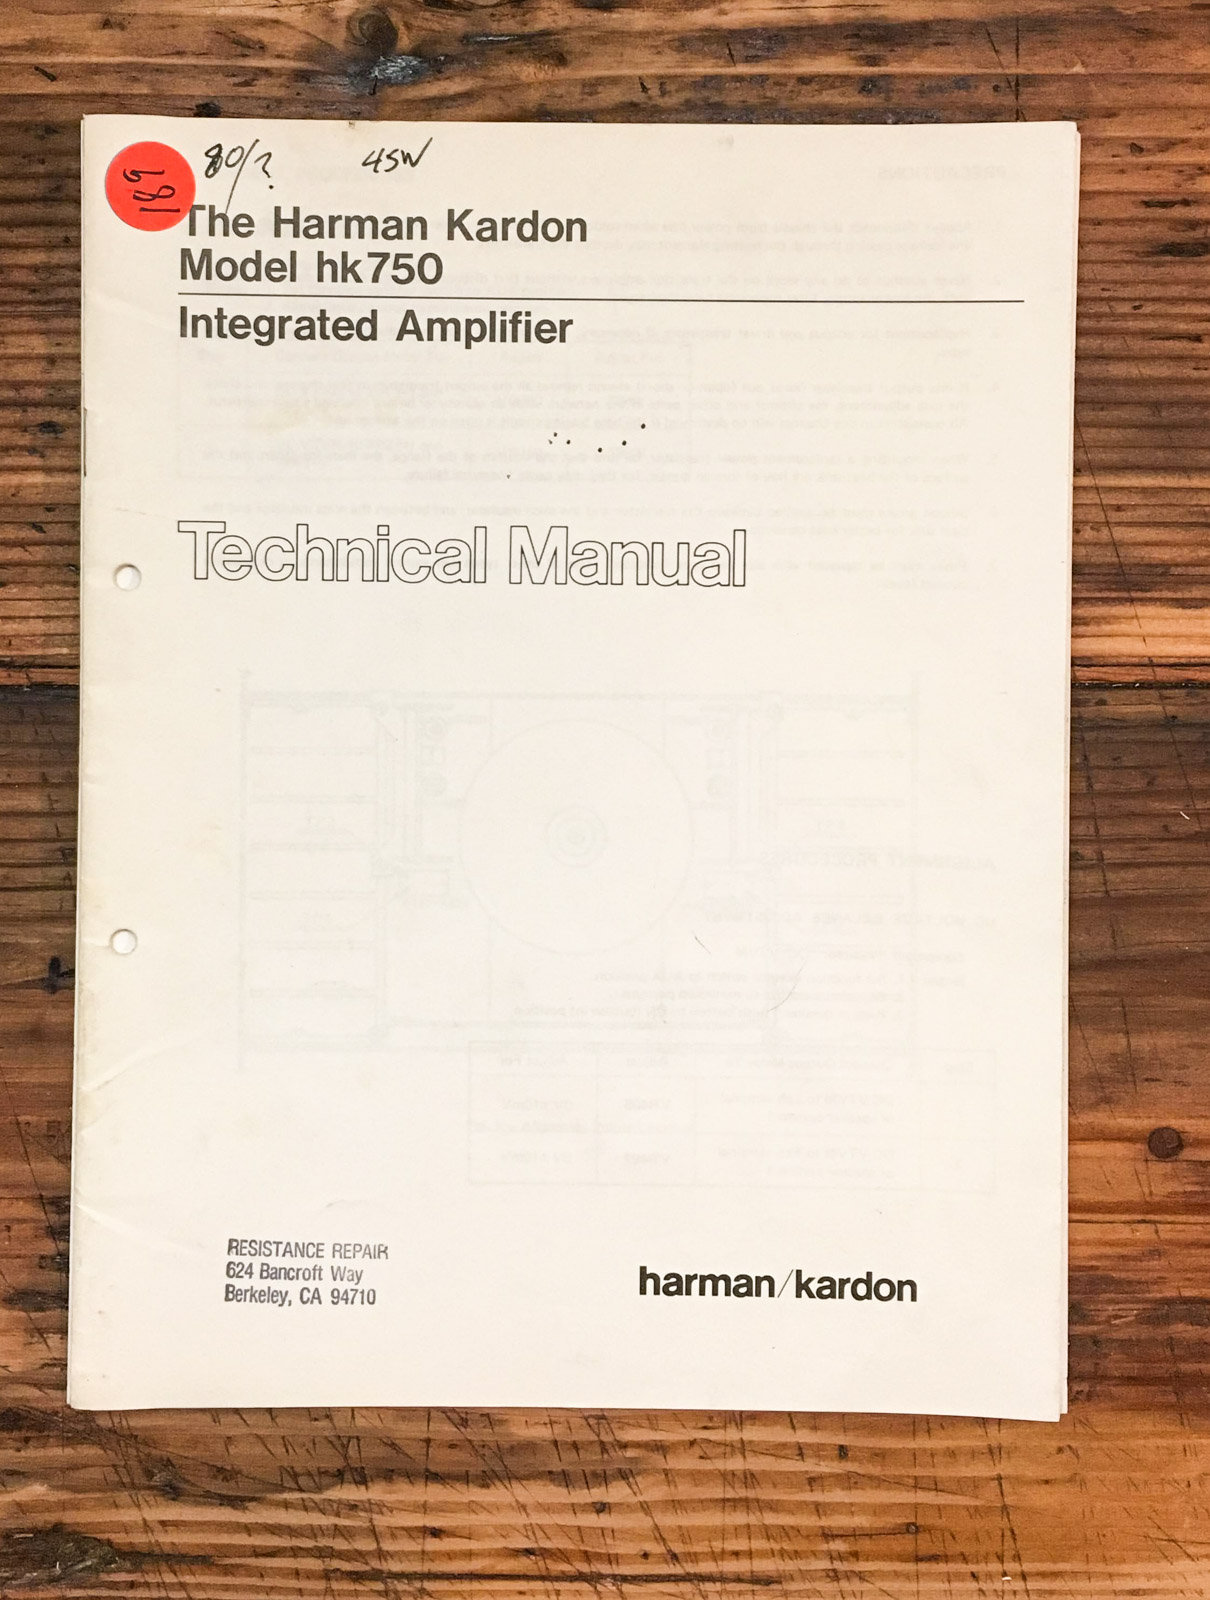 80/?
45W
The Harman Kardon
Model hk750
Integrated Amplifier
Technical Manual
RESISTANCE REPAIR
624 Bancroft Way
Berkeley, CA 94710
harman/kardon